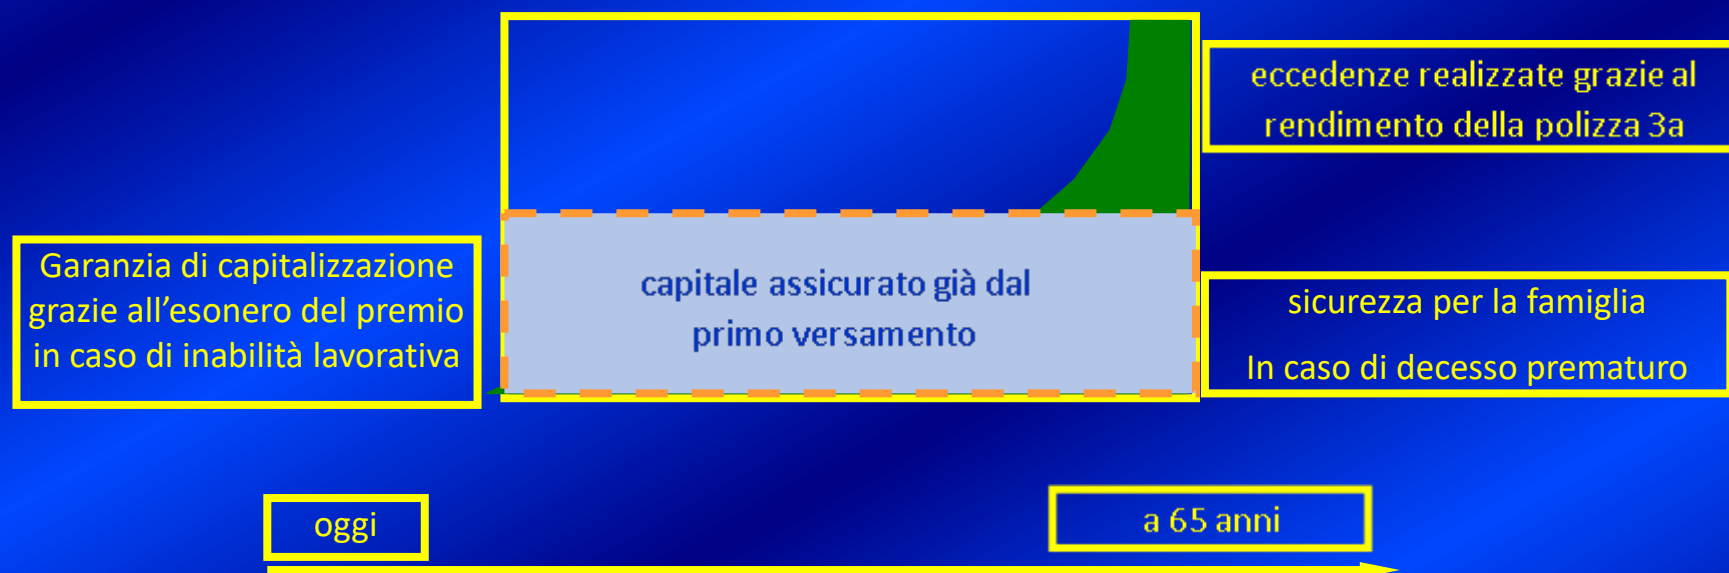 eccedenze realizzate grazie al
rendimento della polizza 3a
Garanzia di capitalizzazione
grazie all’esonero del premio
in caso di inabilità lavorativa
capitale assicurato già dal
primo versamento
sicurezza per la famiglia
In caso di decesso prematuro
oggi
a 65 anni